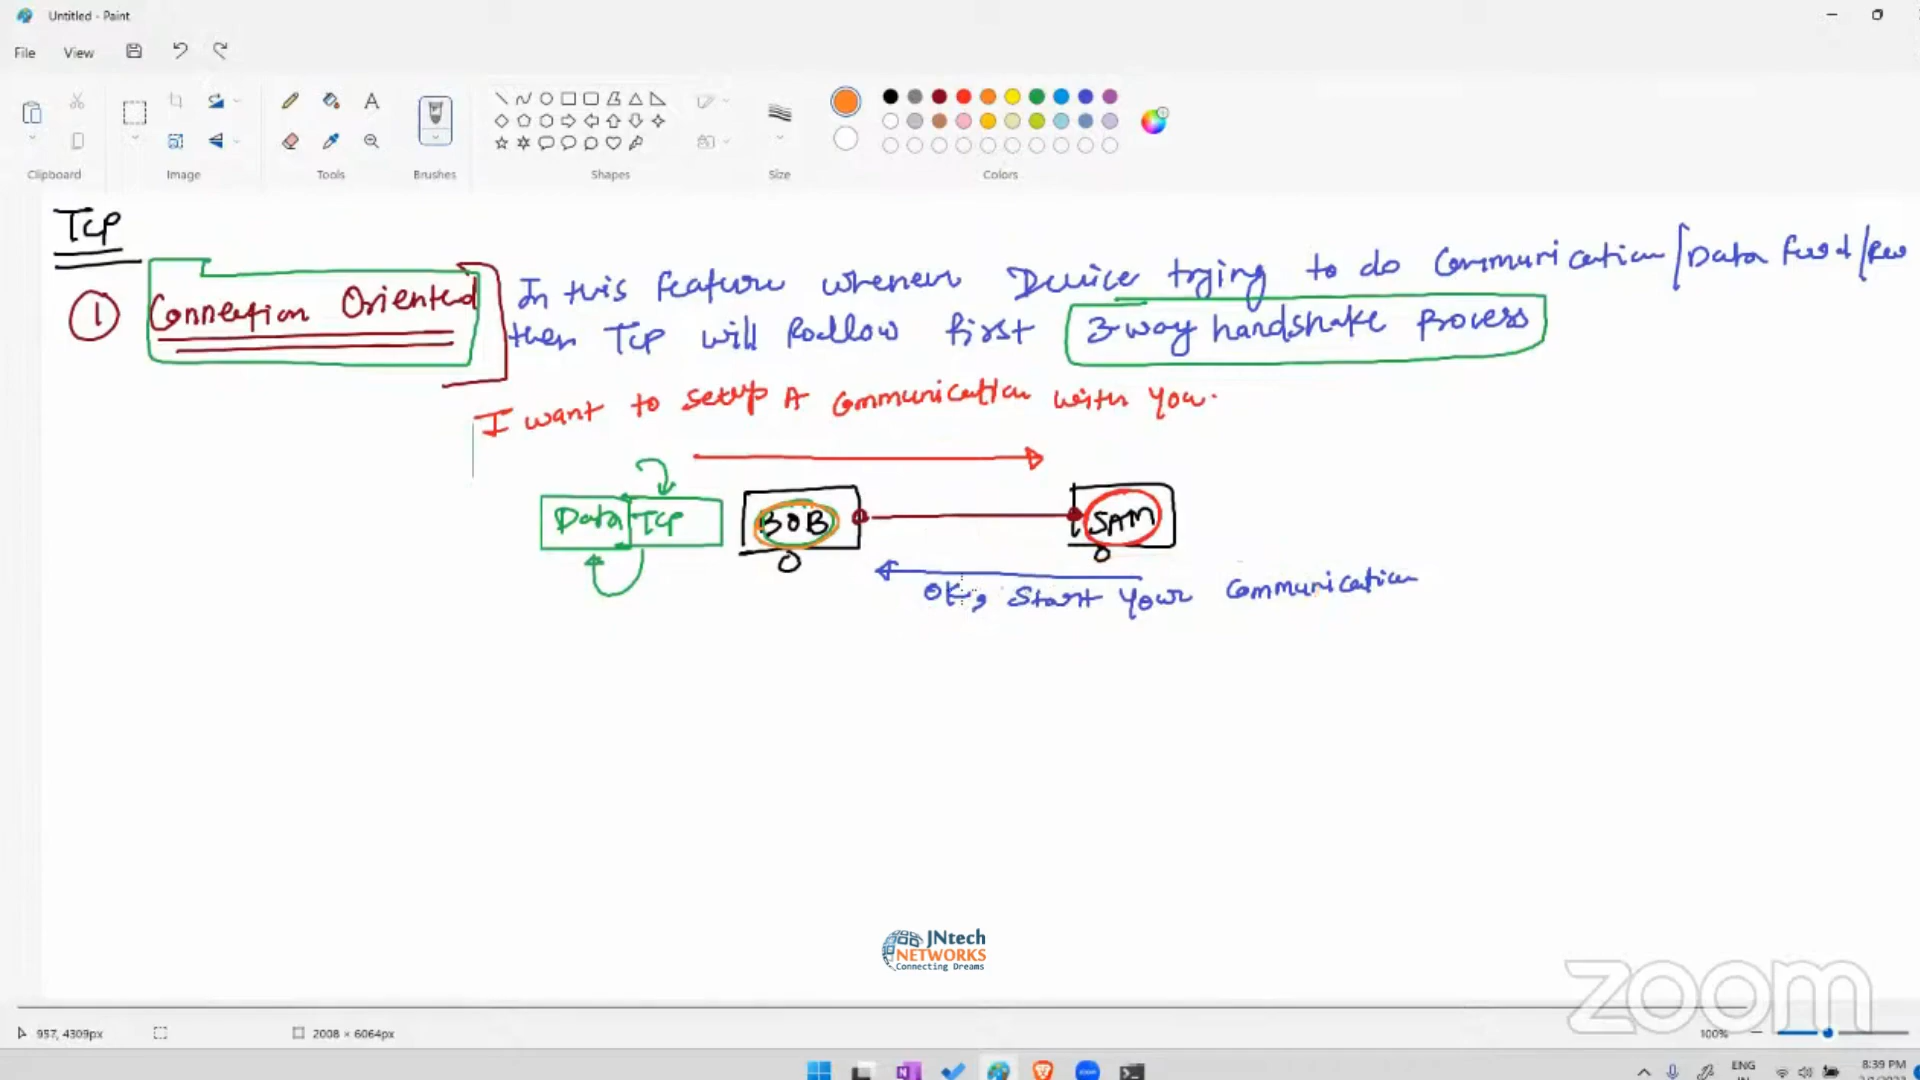 Untitled - Paint
File View
Clipboard Image Tools Brushes Shapes Size Colors
TCP
① Connection Oriented
In this feature whenever Device trying to do Communication/Data
then TCP will follow first 3-way handshake process
I want to setup A Communication with You.
Data TCP BOB SAM
OK, Start Your Communication
JNtech
NETWORKS
Connecting Dreams
zoom
957, 4309px 2008 × 6064px 100%
ENG 8:39 PM
IN